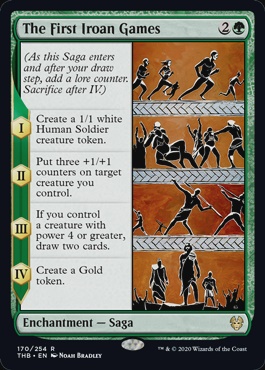 The First Iroan Games 2
(As this Saga enters
and after your draw
step, add a lore counter.
Sacrifice after IV.)
I
Create a 1/1 white
Human Soldier
creature token.
II
Put three +1/+1
counters on target
creature you
control.
III
If you control
a creature with
power 4 or greater,
draw two cards.
IV
Create a Gold
token.
Enchantment — Saga
170/254 R
THB • EN NOAH BRADLEY
™ & © 2020 Wizards of the Coast